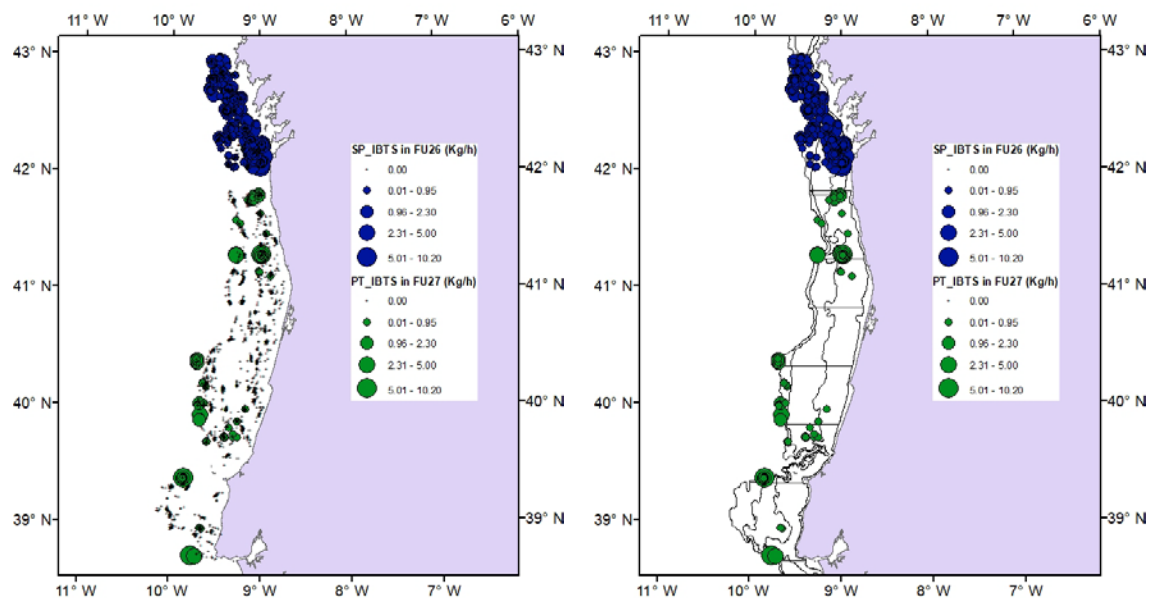 10° W 9° W 8° W 7° W 6° W
43° N
43° N
42° N
42° N
41° N
41° N
40° N
40° N
39° N
39° N
11° W 10° W 9° W 8° W 7° W
SP_IBTS in FU26 (Kg/h)
0.00
0.01 - 0.95
0.96 - 2.30
2.31 - 5.00
5.01 - 10.20
PT_IBTS in FU27 (Kg/h)
0.00
0.01 - 0.95
0.96 - 2.30
2.31 - 5.00
5.01 - 10.20
10° W 9° W 8° W 7° W 6° W
43° N
43° N
42° N
42° N
41° N
41° N
40° N
40° N
39° N
39° N
11° W 10° W 9° W 8° W 7° W
SP_IBTS in FU26 (Kg/h)
0.00
0.01 - 0.95
0.96 - 2.30
2.31 - 5.00
5.01 - 10.20
PT_IBTS in FU27 (Kg/h)
0.00
0.01 - 0.95
0.96 - 2.30
2.31 - 5.00
5.01 - 10.20